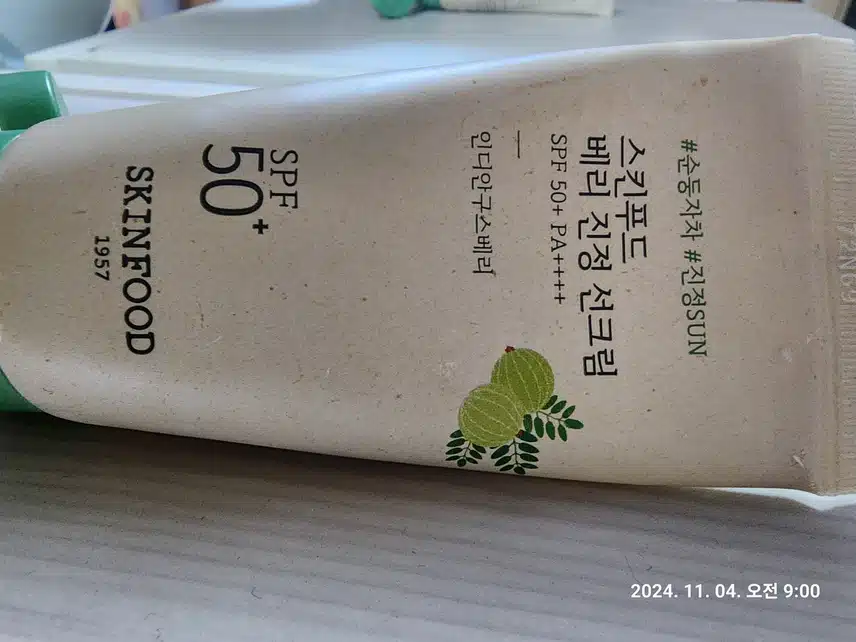 #순둥자차 #진정SUN
스킨푸드
베리 진정 선크림
SPF 50+ PA++++
인디안구스베리
SPF
50+
SKINFOOD
1957
2024. 11. 04. 오전 9:00